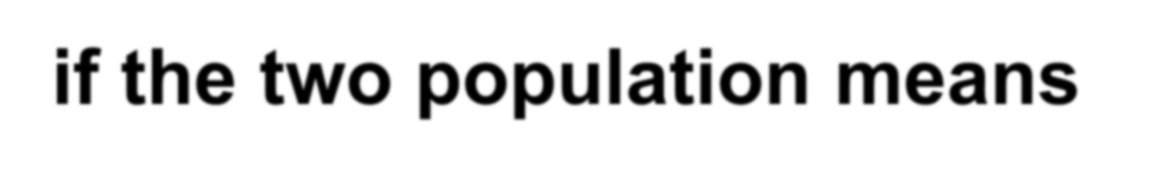 if the two population means